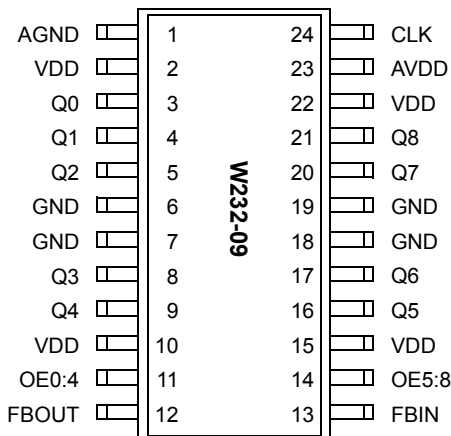 AGND 1 24 CLK
VDD 2 23 AVDD
Q0 3 22 VDD
Q1 4 21 Q8
Q2 5 20 Q7
GND 6 19 GND
GND 7 18 GND
Q3 8 17 Q6
Q4 9 16 Q5
VDD 10 15 VDD
OE0:4 11 14 OE5:8
FBOUT 12 13 FBIN
W232-09